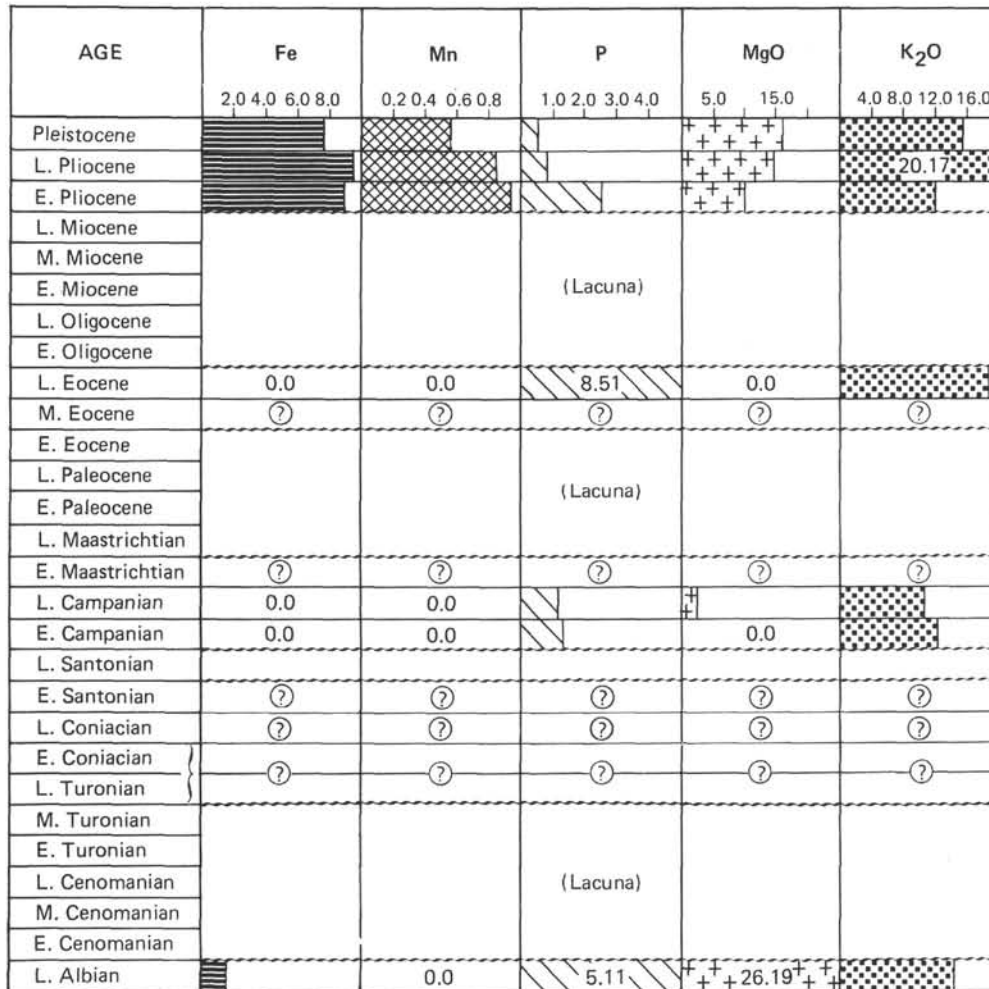 AGE Fe Mn P MgO K2O
2.0 4.0 6.0 8.0 0.2 0.4 0.6 0.8 1.0 2.0 3.0 4.0 5.0 15.0 4.0 8.0 12.0 16.0
Pleistocene
L. Pliocene 20.17
E. Pliocene
L. Miocene
M. Miocene
E. Miocene (Lacuna)
L. Oligocene
E. Oligocene
L. Eocene 0.0 0.0 8.51 0.0
M. Eocene ? ? ? ? ?
E. Eocene
L. Paleocene (Lacuna)
E. Paleocene
L. Maastrichtian
E. Maastrichtian ? ? ? ? ?
L. Campanian 0.0 0.0
E. Campanian 0.0 0.0 0.0
L. Santonian
E. Santonian ? ? ? ? ?
L. Coniacian ? ? ? ? ?
E. Coniacian
? ? ? ? ?
L. Turonian
M. Turonian
E. Turonian
L. Cenomanian (Lacuna)
M. Cenomanian
E. Cenomanian
L. Albian 0.0 5.11 26.19